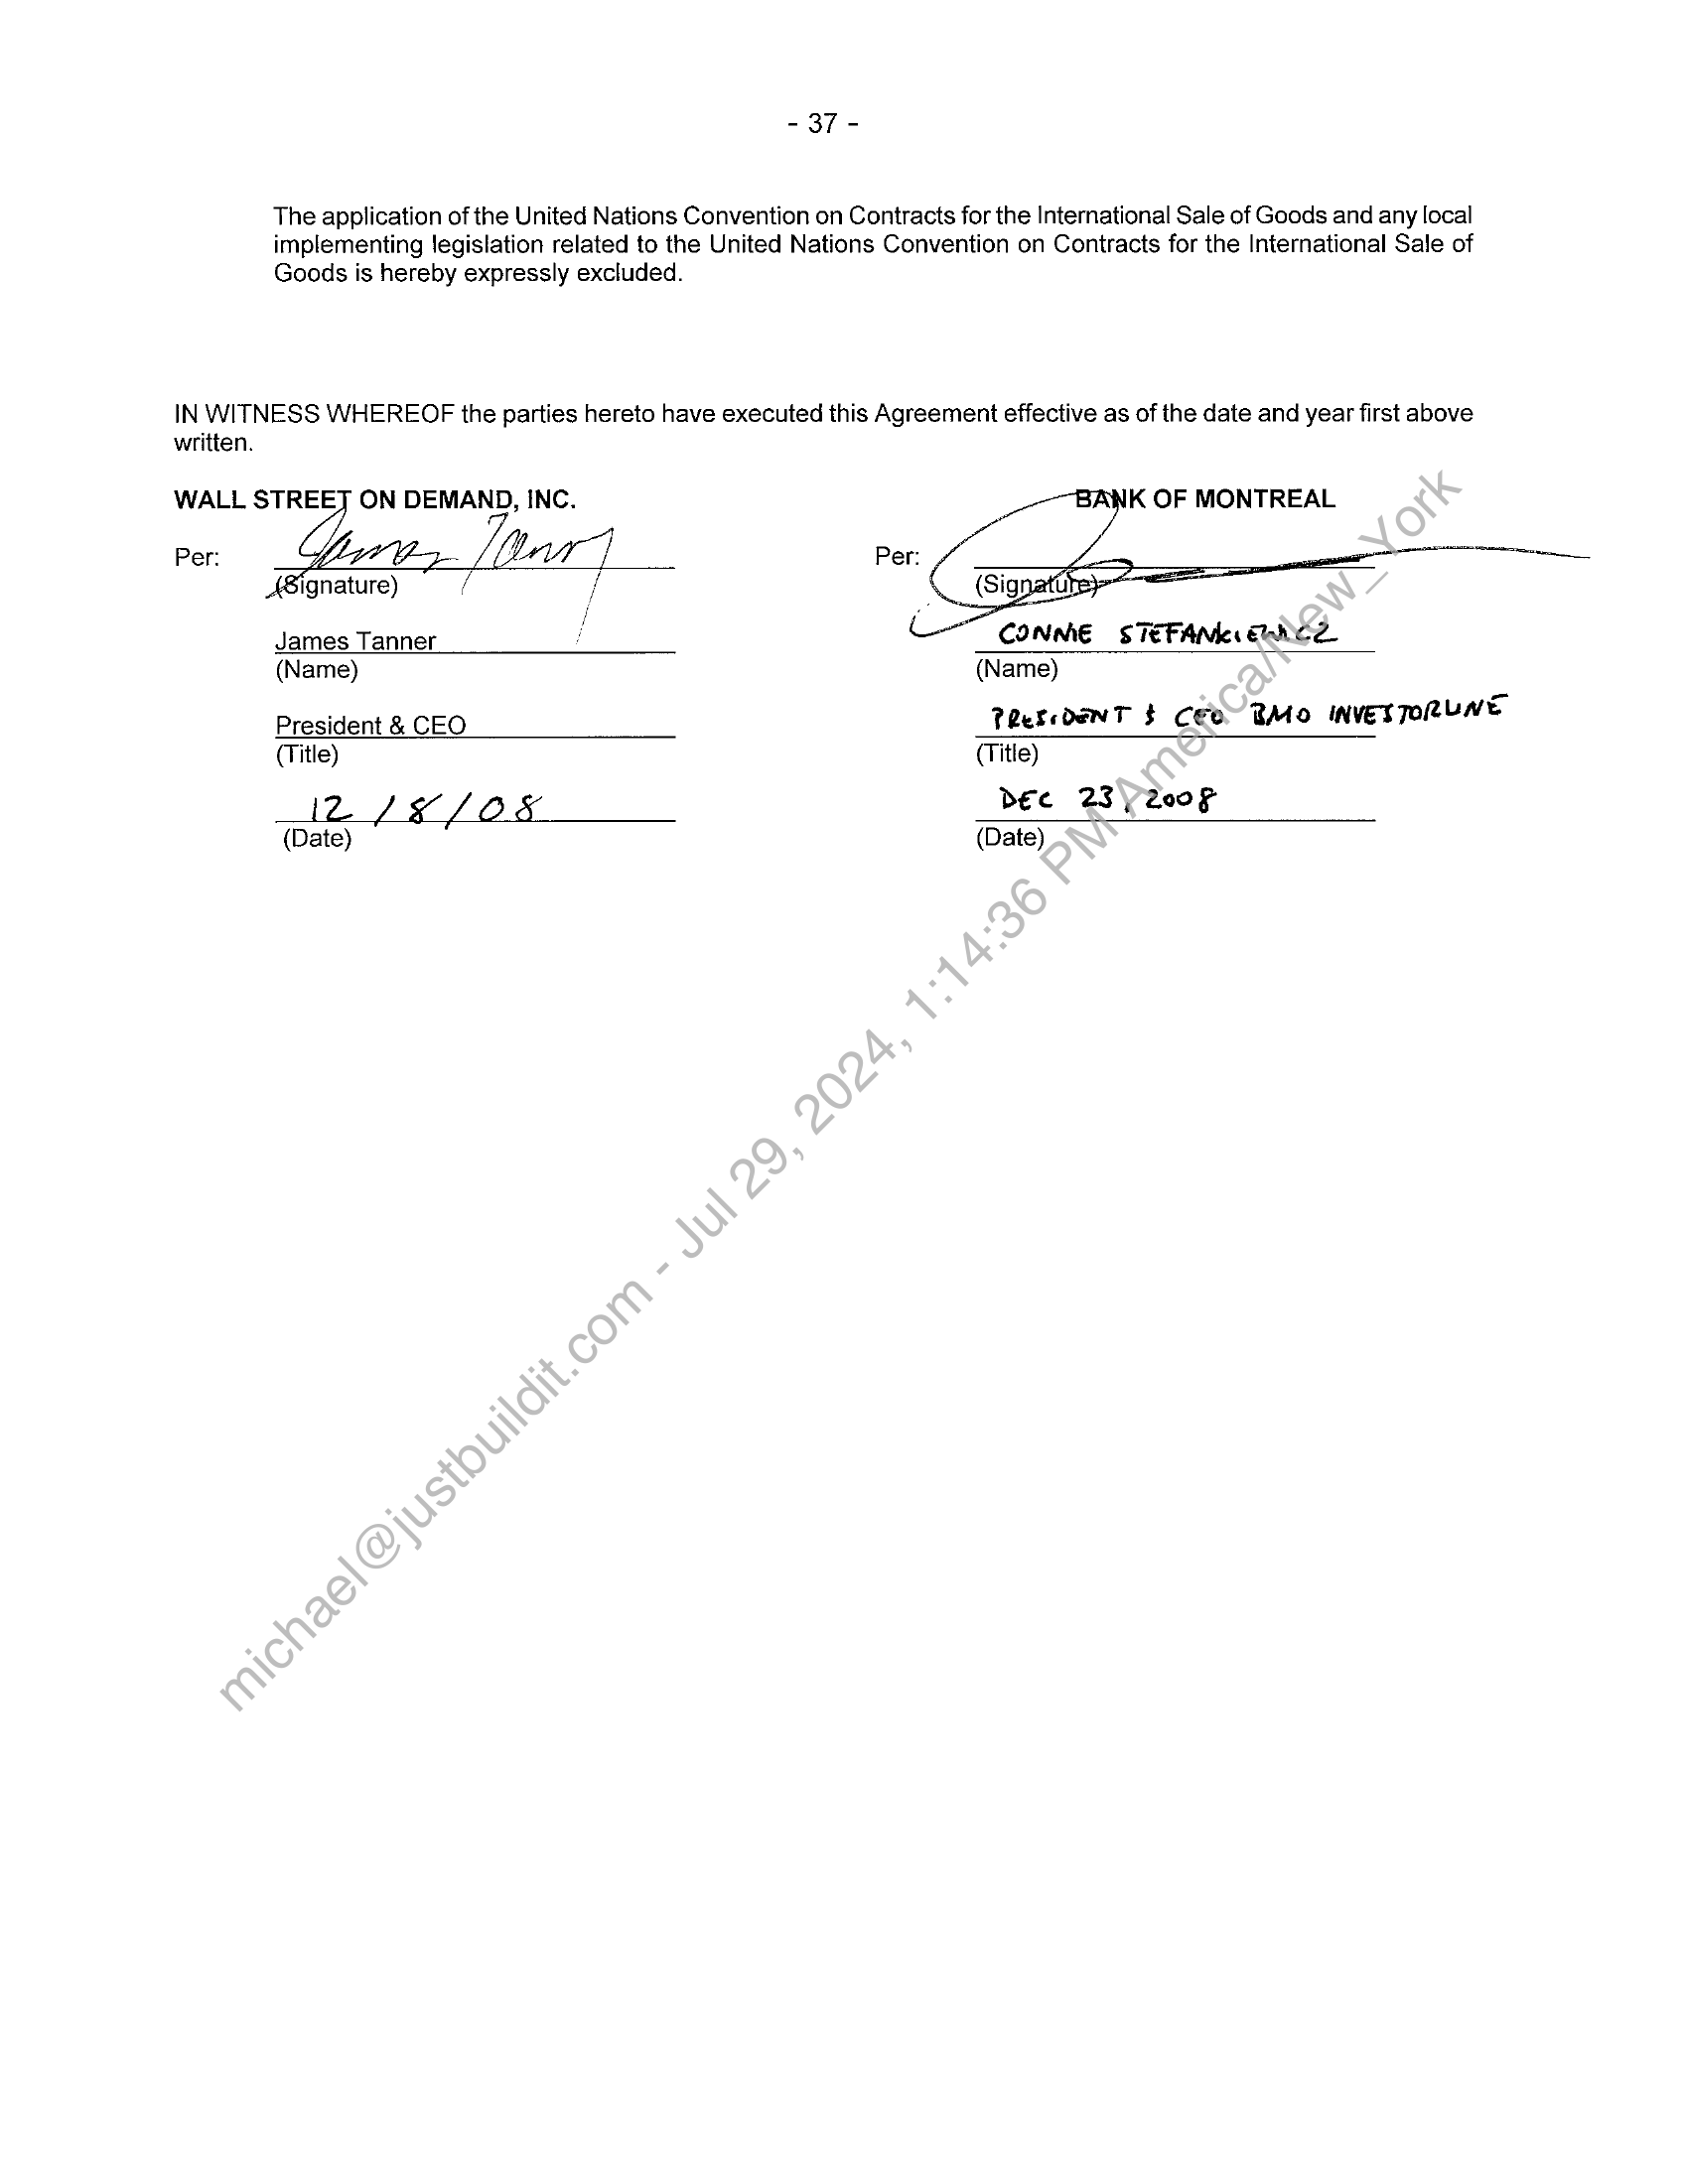 - 37 -
The application of the United Nations Convention on Contracts for the International Sale of Goods and any local
implementing legislation related to the United Nations Convention on Contracts for the International Sale of
Goods is hereby expressly excluded.
IN WITNESS WHEREOF the parties hereto have executed this Agreement effective as of the date and year first above
written.
WALL STREET ON DEMAND, INC.
Per: James Tanner
(Signature)
James Tanner
(Name)
President & CEO
(Title)
12/8/08
(Date)
BANK OF MONTREAL
Per:
(Signature)
CONNIE STEFANKIEWICZ
(Name)
PRESIDENT & CEO BMO INVESTORLINE
(Title)
DEC 23, 2008
(Date)
michael@justbuildit.com - Jul 29, 2024, 1:14:36 PM America/New_York